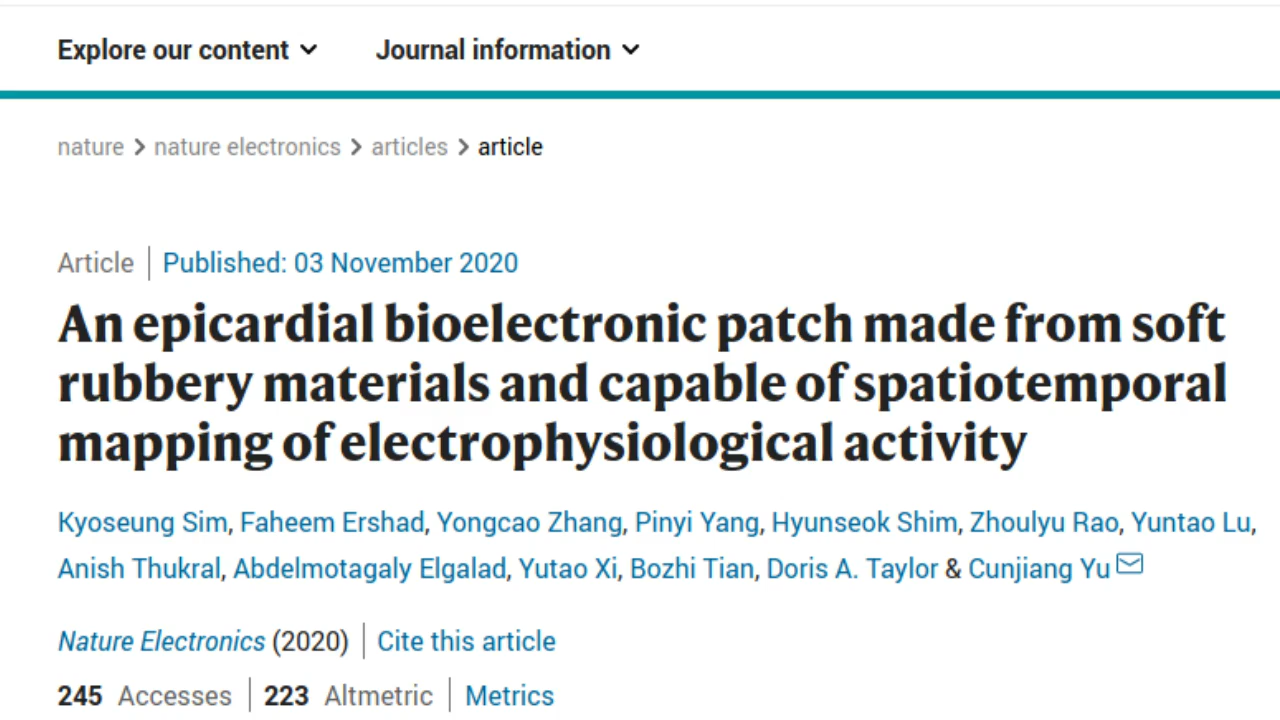 Explore our content Journal information
nature > nature electronics > articles > article
Article | Published: 03 November 2020
An epicardial bioelectronic patch made from soft
rubbery materials and capable of spatiotemporal
mapping of electrophysiological activity
Kyoseung Sim, Faheem Ershad, Yongcao Zhang, Pinyi Yang, Hyunseok Shim, Zhoulyu Rao, Yuntao Lu,
Anish Thukral, Abdelmotagaly Elgalad, Yutao Xi, Bozhi Tian, Doris A. Taylor & Cunjiang Yu
Nature Electronics (2020) | Cite this article
245 Accesses | 223 Altmetric | Metrics